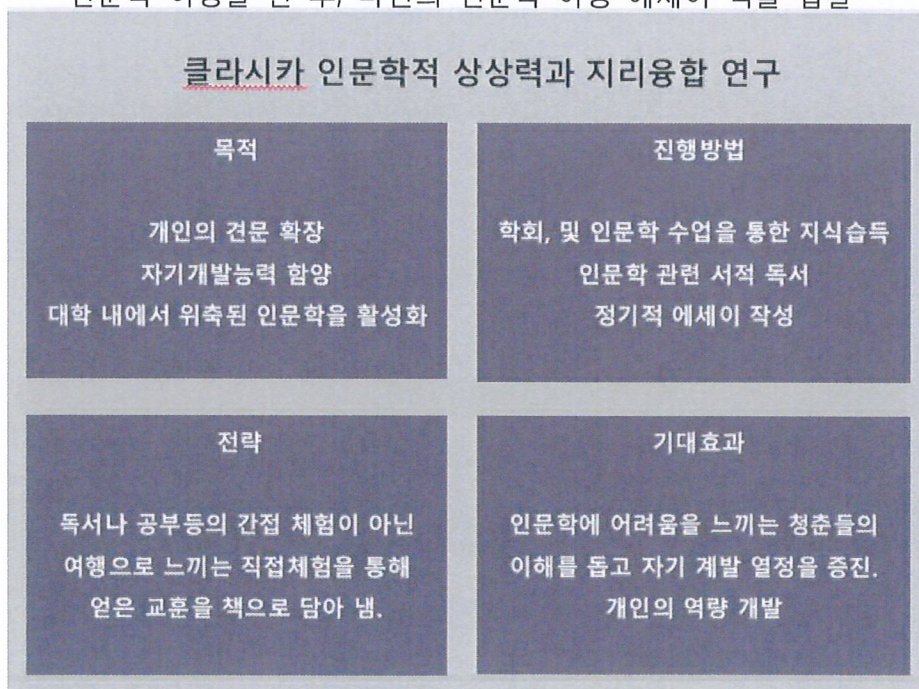 클라시카 인문학적 상상력과 지리융합 연구
목적
개인의 견문 확장
자기개발능력 함양
대학 내에서 위축된 인문학을 활성화
진행방법
학회, 및 인문학 수업을 통한 지식습득
인문학 관련 서적 독서
정기적 에세이 작성
전략
독서나 공부등의 간접 체험이 아닌
여행으로 느끼는 직접체험을 통해
얻은 교훈을 책으로 담아 냄.
기대효과
인문학에 어려움을 느끼는 청춘들의
이해를 돕고 자기 계발 열정을 증진.
개인의 역량 개발